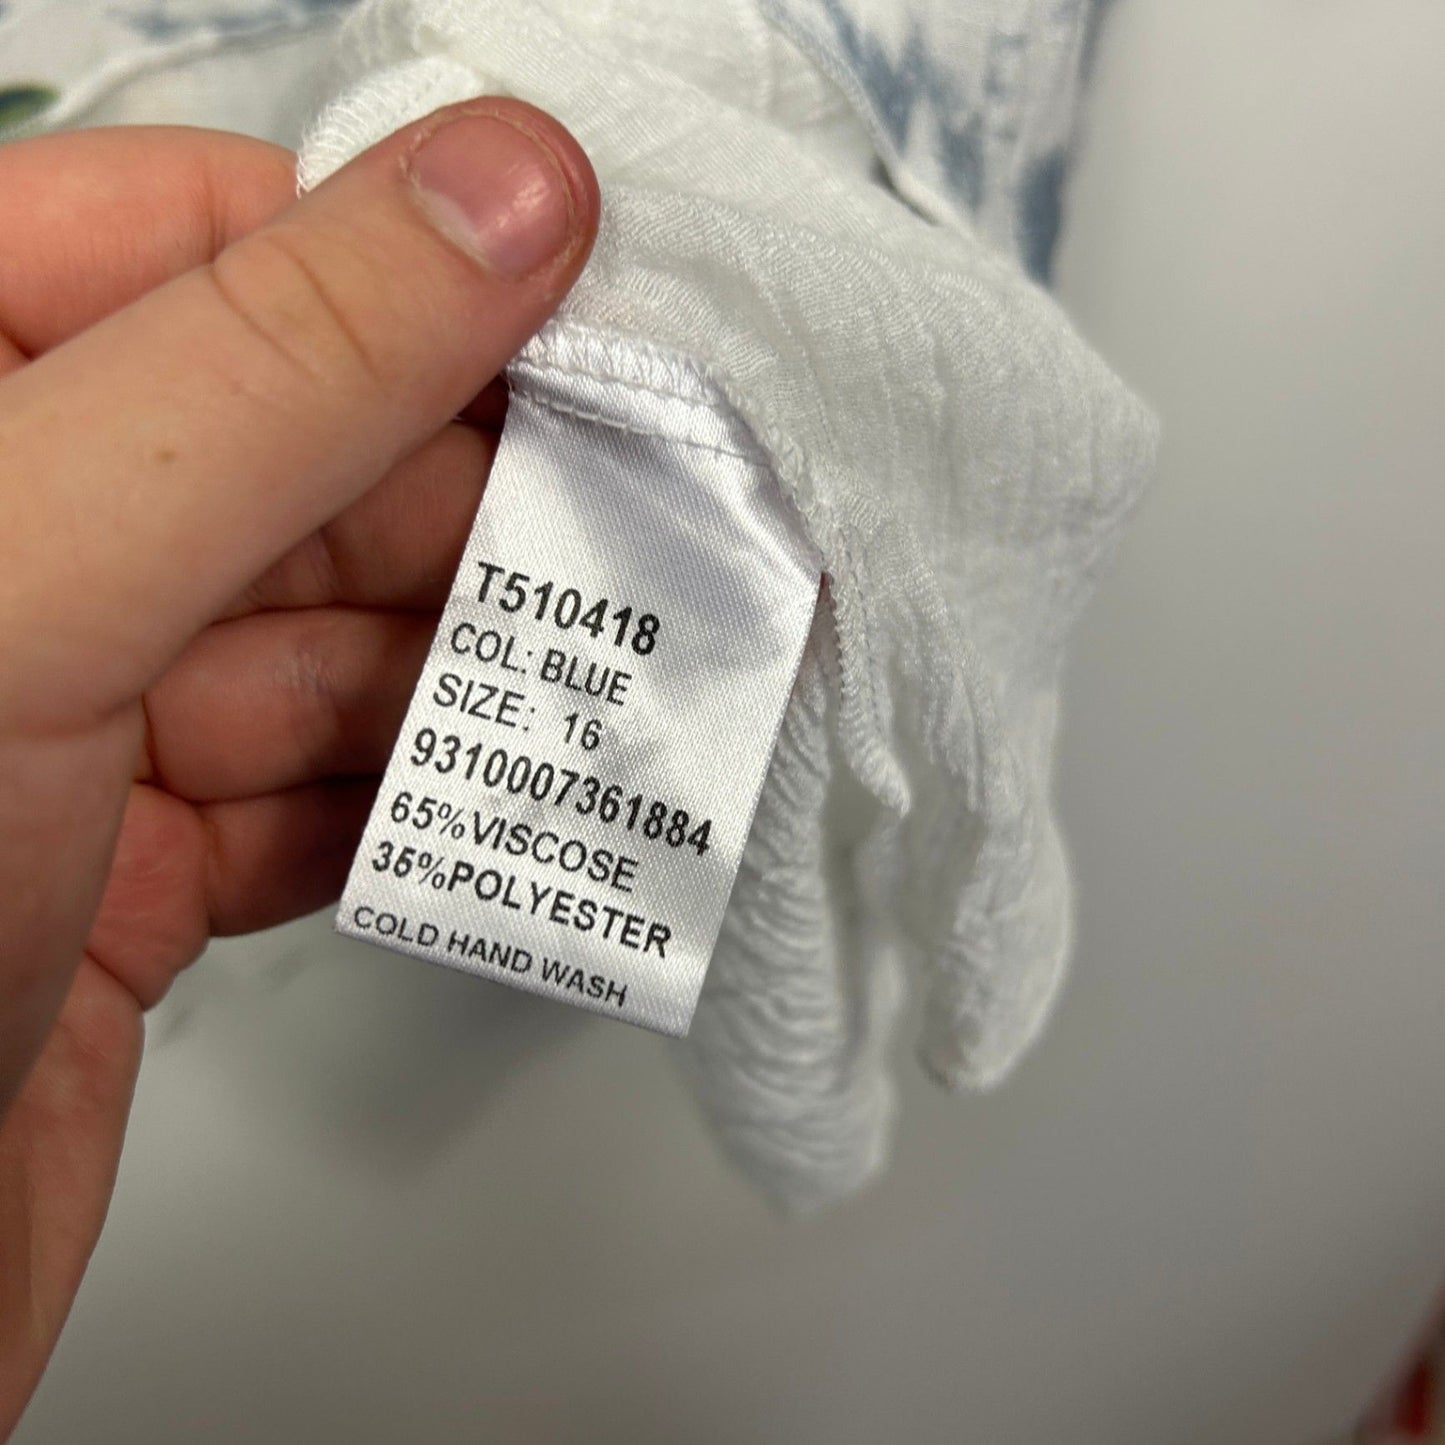 T510418
COL: BLUE
SIZE: 16
9310007361884
65%VISCOSE
35%POLYESTER
COLD HAND WASH